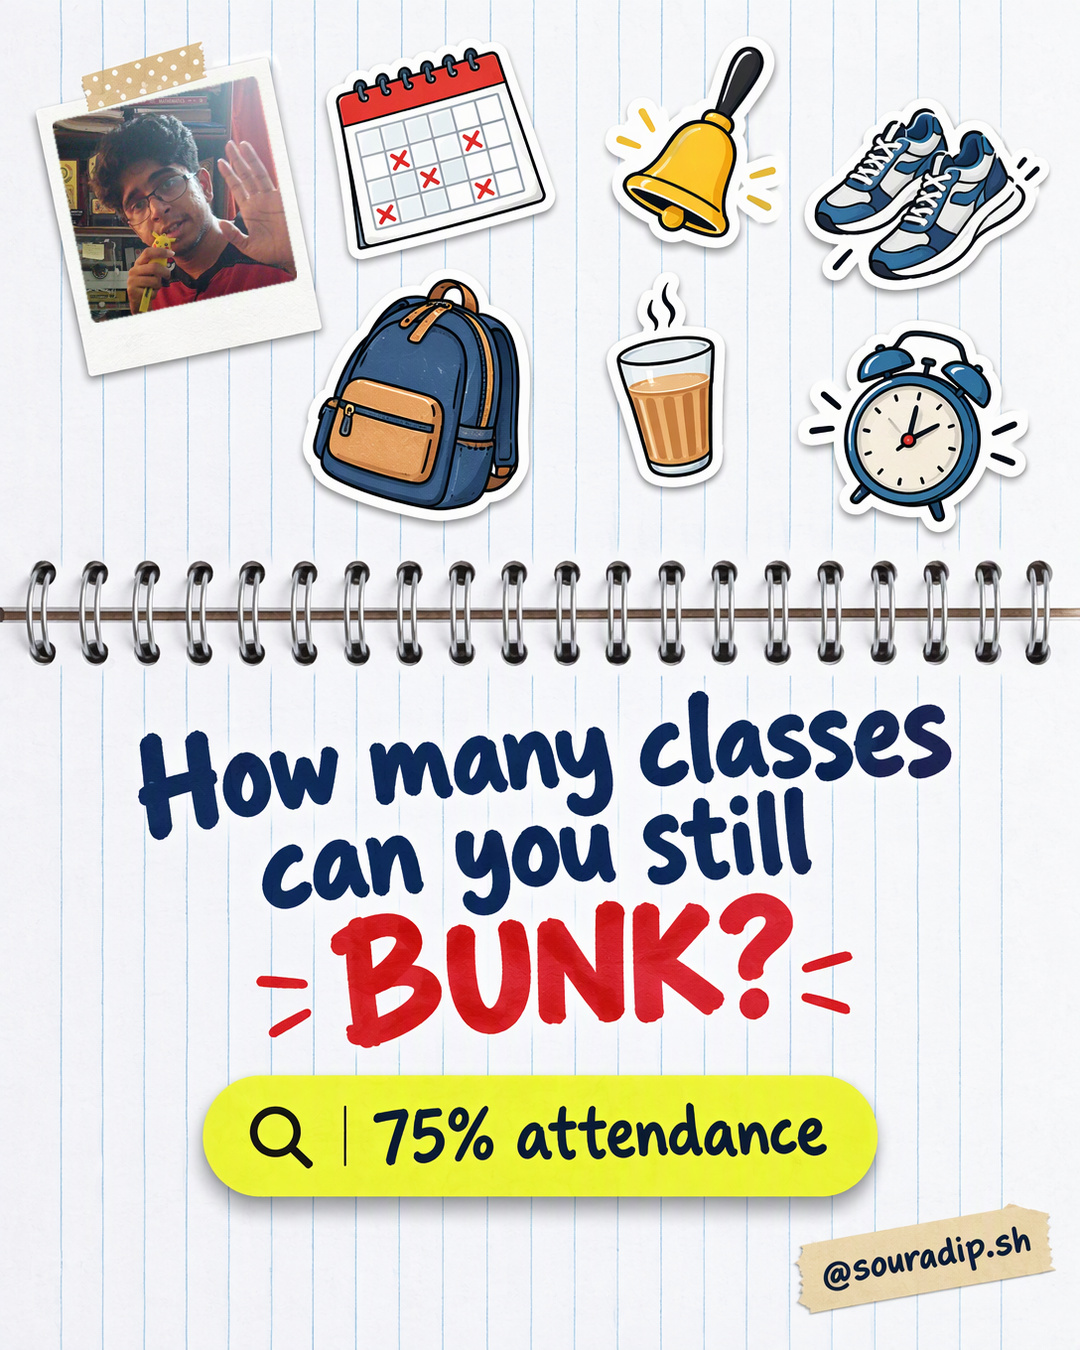 How many classes
can you still
BUNK?
75% attendance
@souradip.sh